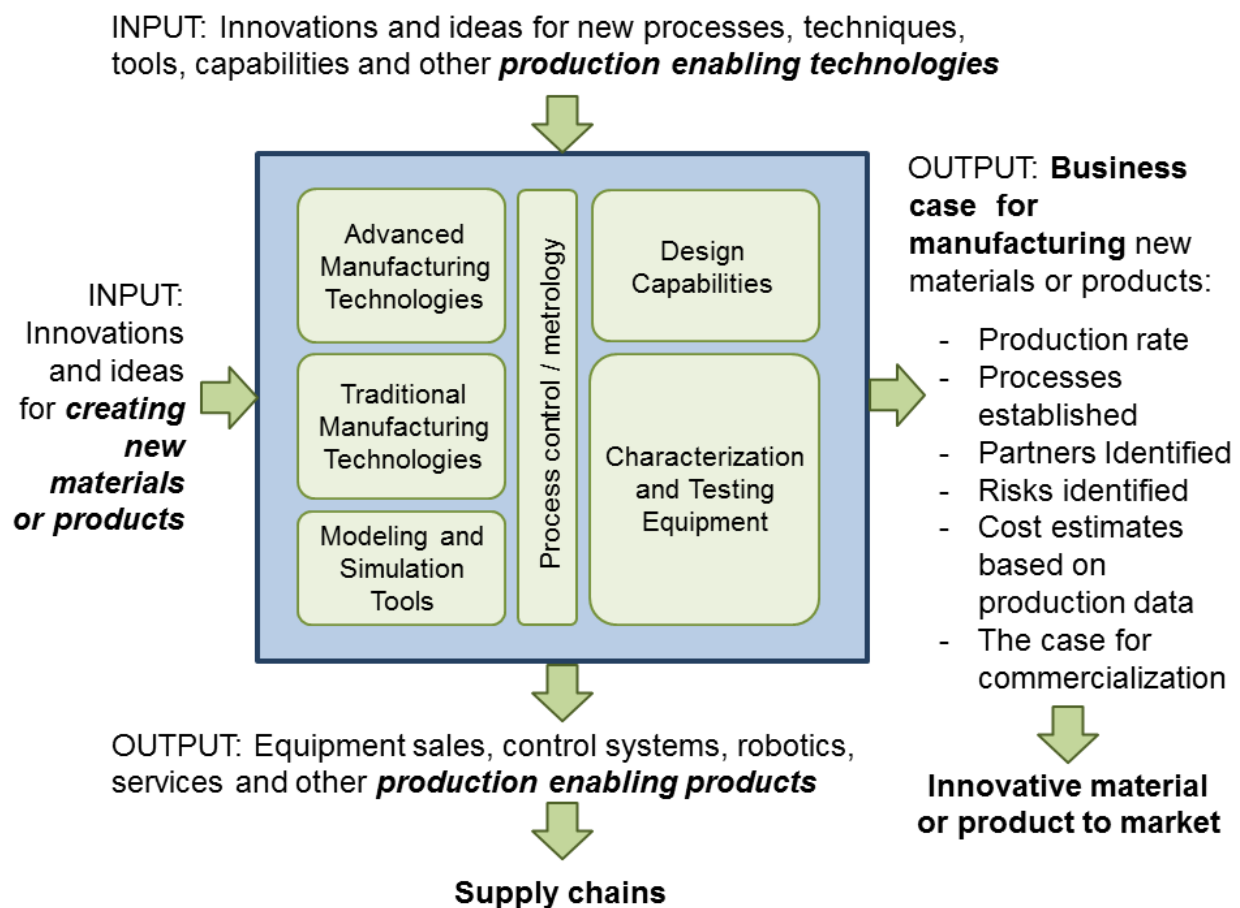 INPUT: Innovations and ideas for new processes, techniques,
tools, capabilities and other production enabling technologies
INPUT:
Innovations
and ideas
for creating
new
materials
or products
Advanced
Manufacturing
Technologies
Traditional
Manufacturing
Technologies
Modeling and
Simulation
Tools
Process control / metrology
Design
Capabilities
Characterization
and Testing
Equipment
OUTPUT: Business
case for
manufacturing new
materials or products:
- Production rate
- Processes
established
- Partners Identified
- Risks identified
- Cost estimates
based on
production data
- The case for
commercialization
Innovative material
or product to market
OUTPUT: Equipment sales, control systems, robotics,
services and other production enabling products
Supply chains